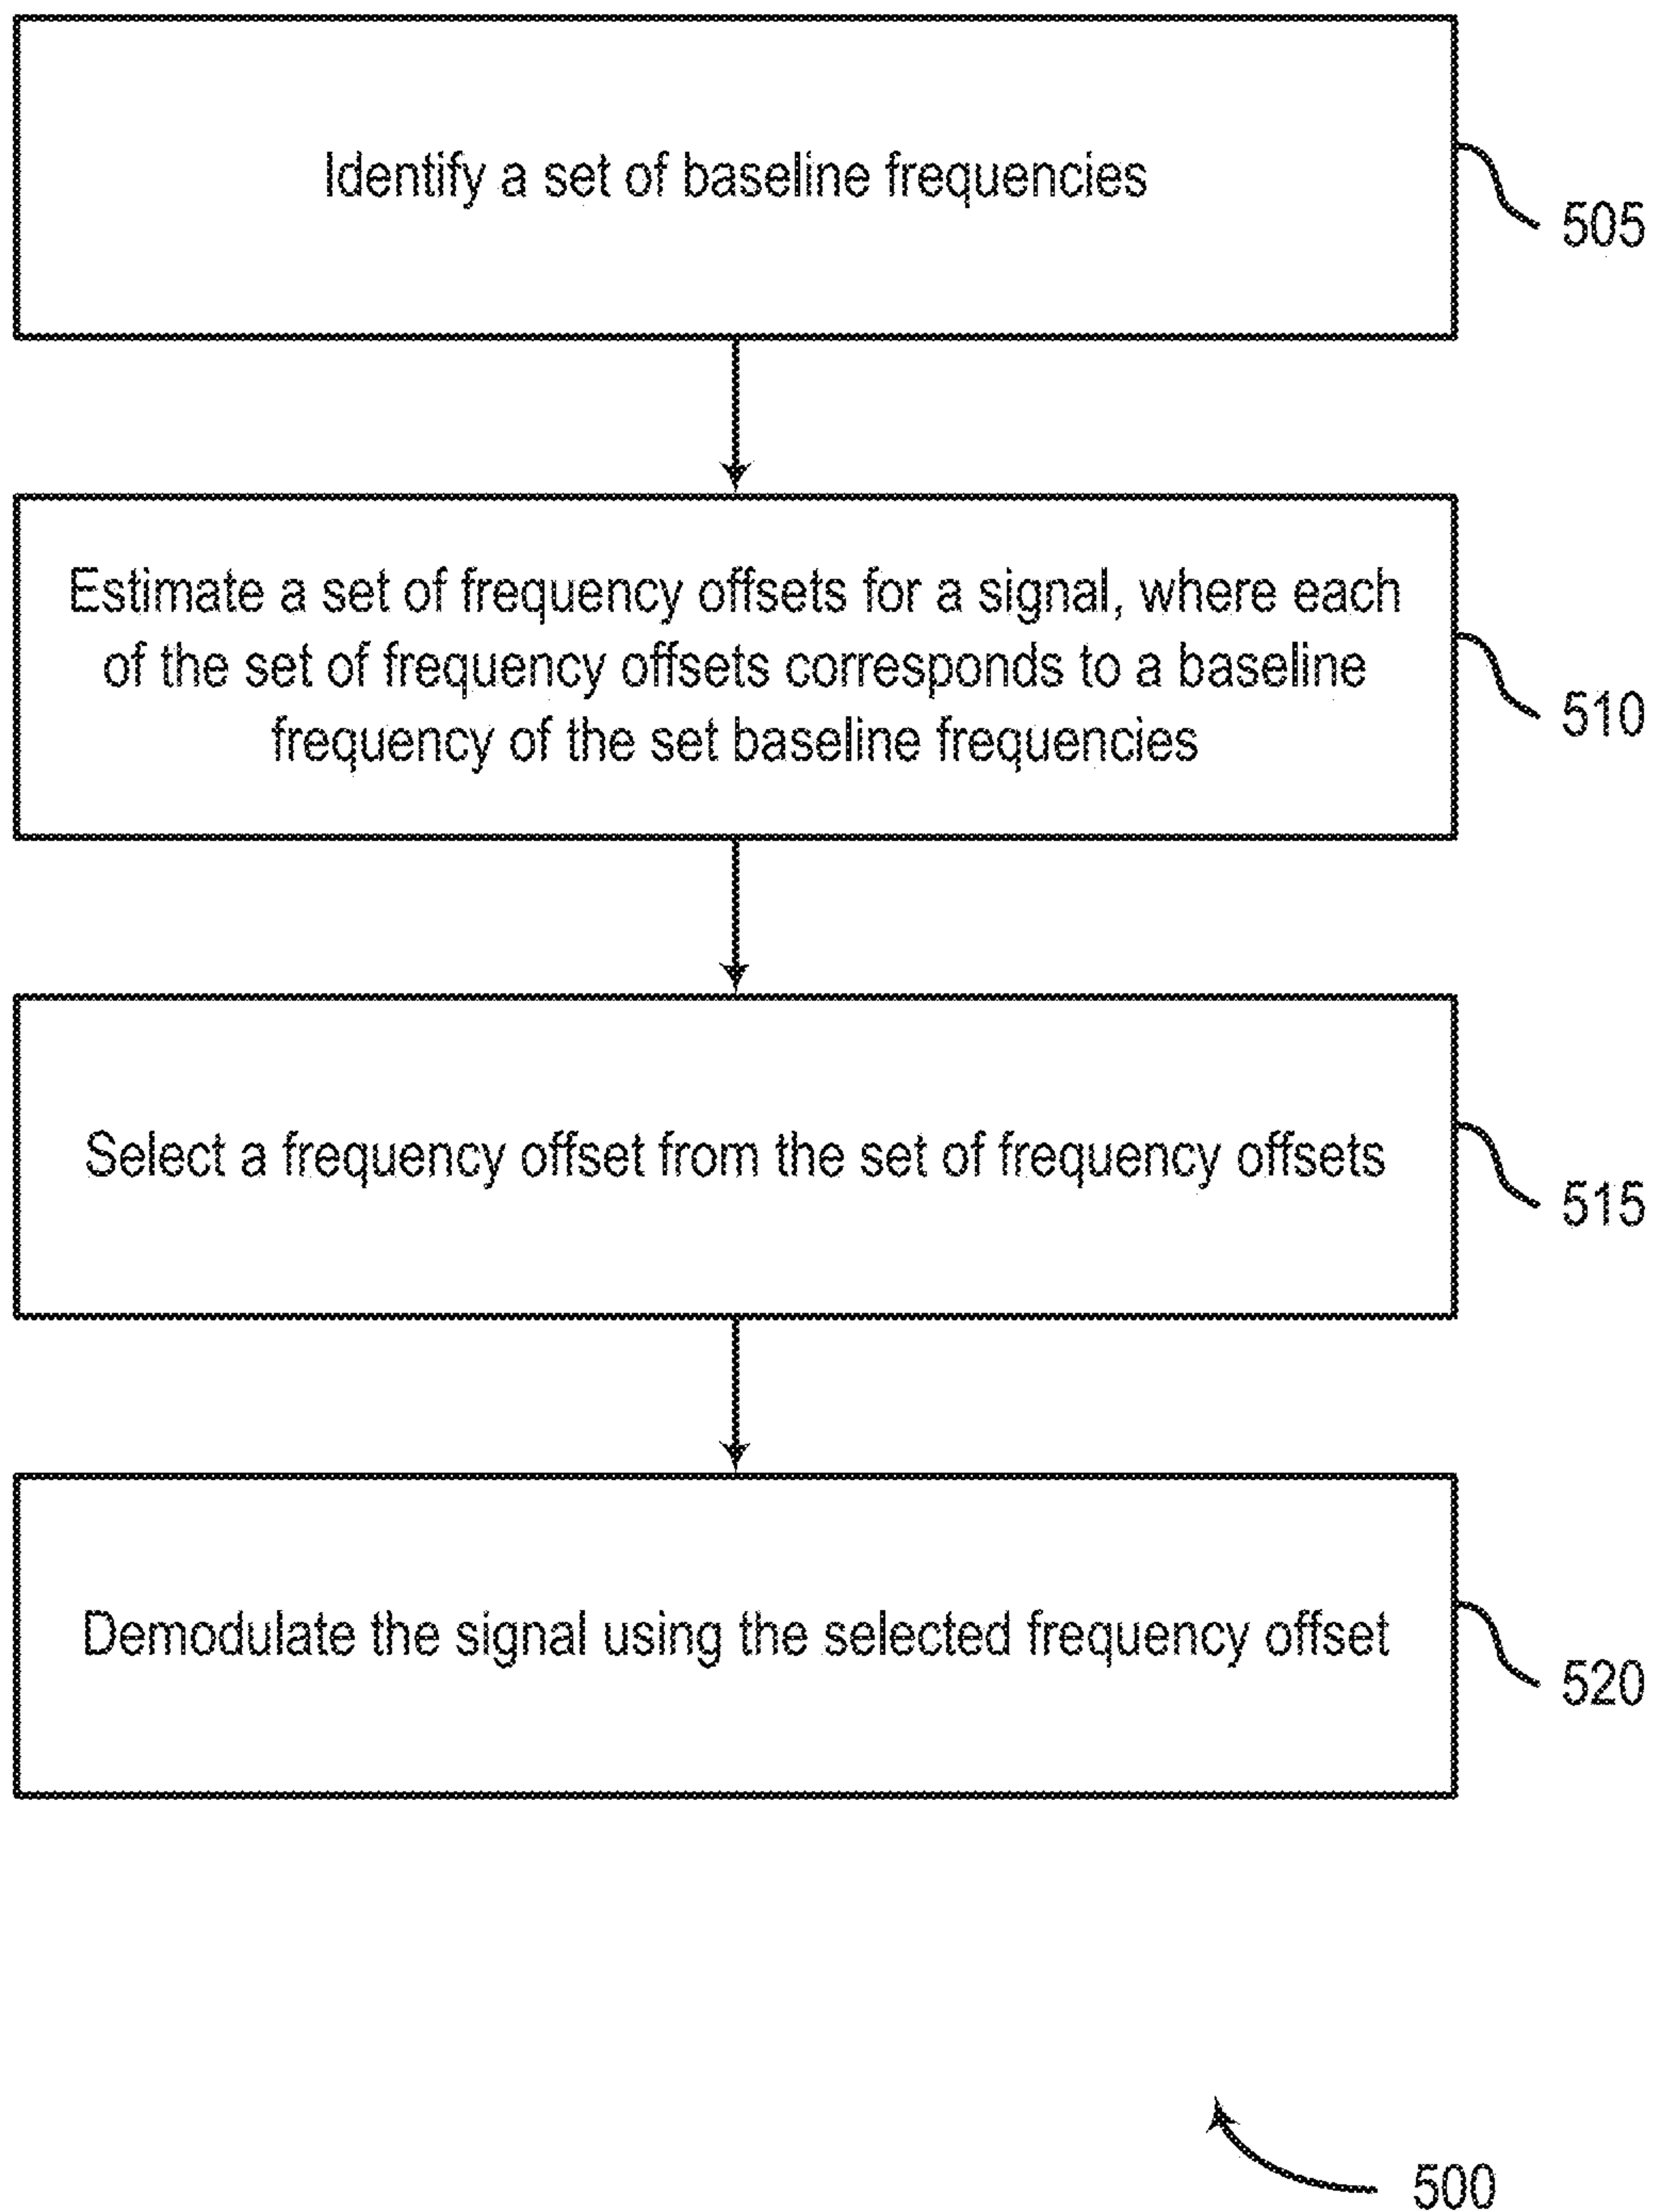 Identify a set of baseline frequencies
505
Estimate a set of frequency offsets for a signal, where each
of the set of frequency offsets corresponds to a baseline
frequency of the set baseline frequencies
510
Select a frequency offset from the set of frequency offsets
515
Demodulate the signal using the selected frequency offset
520
500